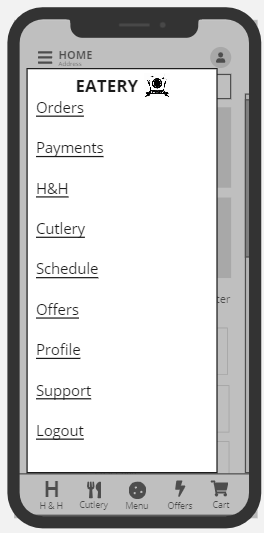 HOME
Address
EATERY
Orders
Payments
H&H
Cutlery
Schedule
Offers
ter
Profile
Support
Logout
H
H & H
Cutlery
Menu
Offers
Cart